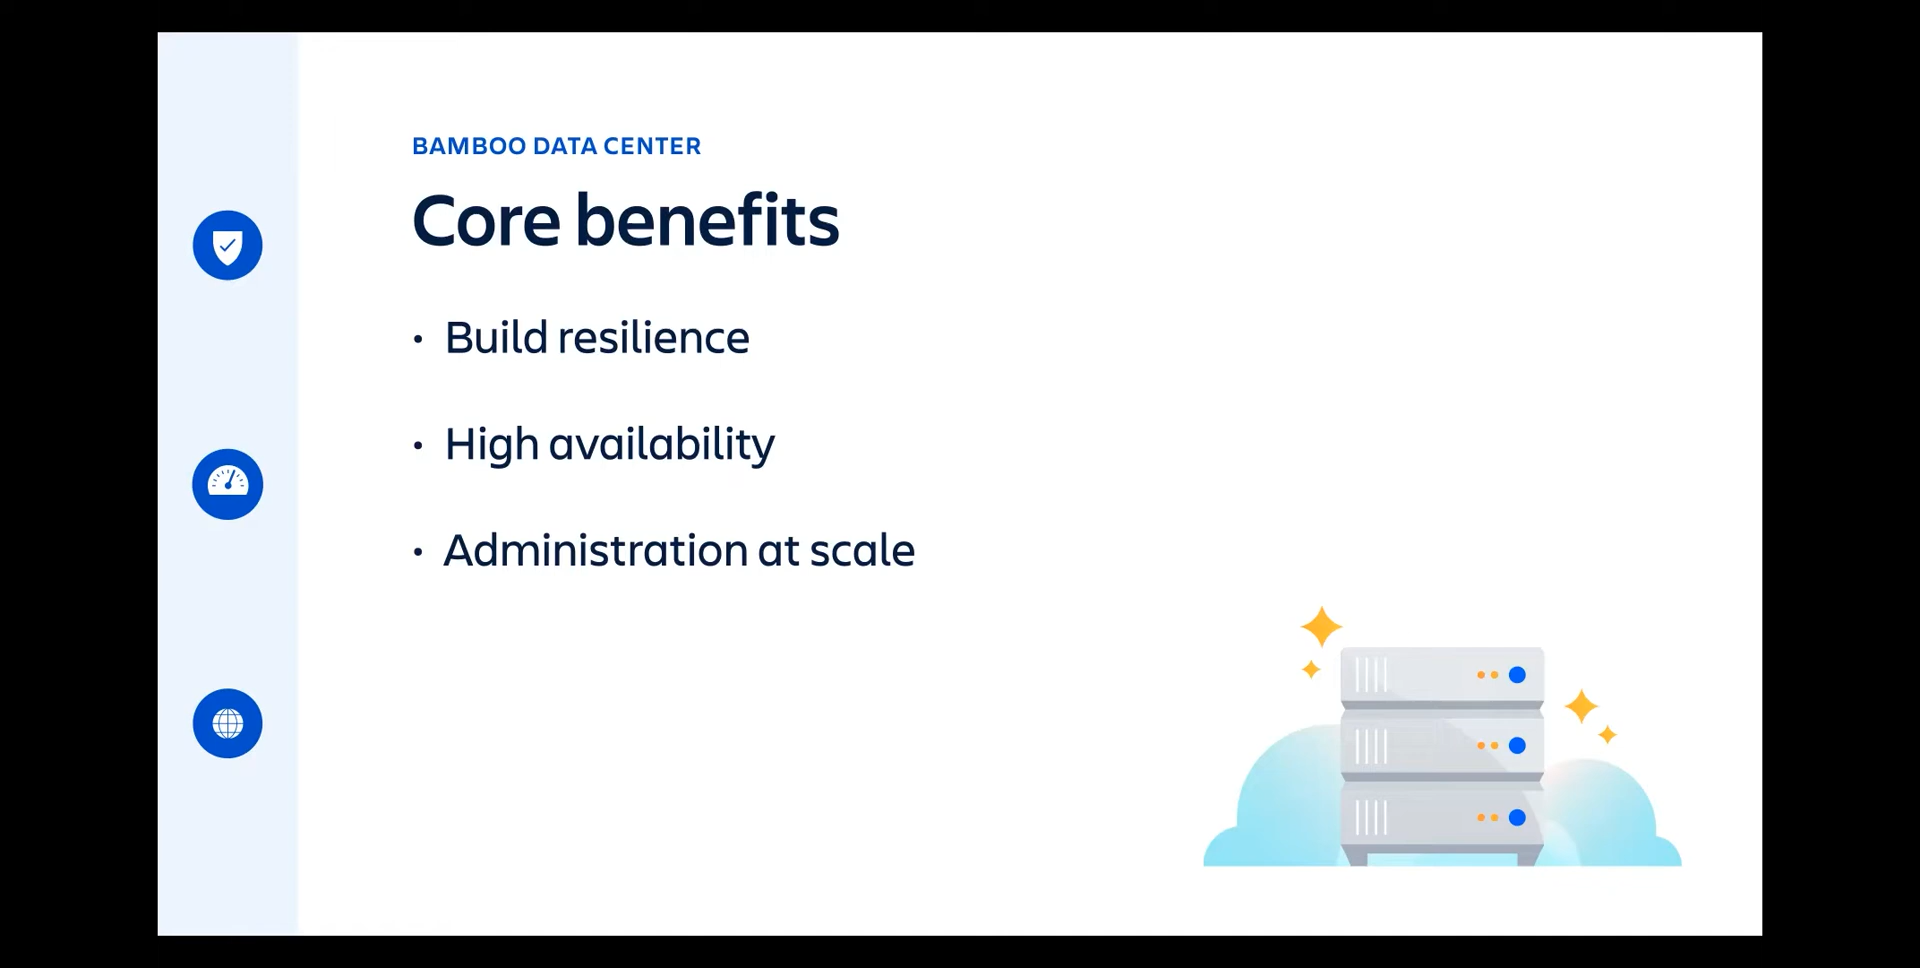 BAMBOO DATA CENTER
Core benefits
• Build resilience
• High availability
• Administration at scale